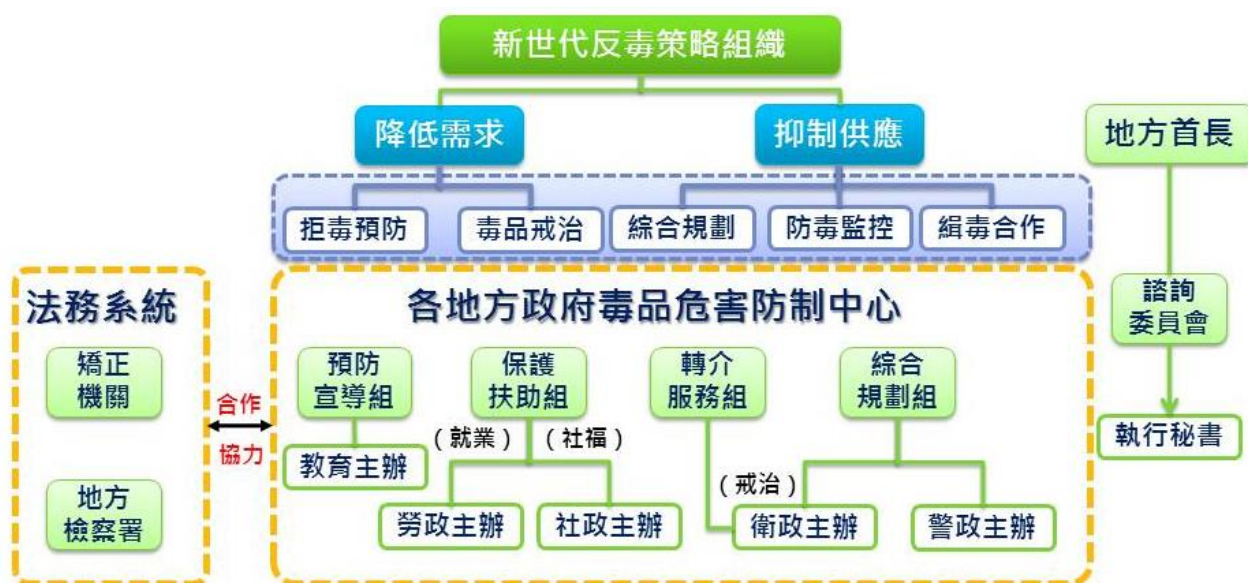 新世代反毒策略組織
降低需求
抑制供應
地方首長
拒毒預防
毒品戒治
綜合規劃
防毒監控
緝毒合作
法務系統
各地方政府毒品危害防制中心
諮詢
委員會
矯正
機關
預防
宣導組
保護
扶助組
轉介
服務組
綜合
規劃組
合作
協力
(就業)
(社福)
執行秘書
教育主辦
(戒治)
地方
檢察署
勞政主辦
社政主辦
衛政主辦
警政主辦